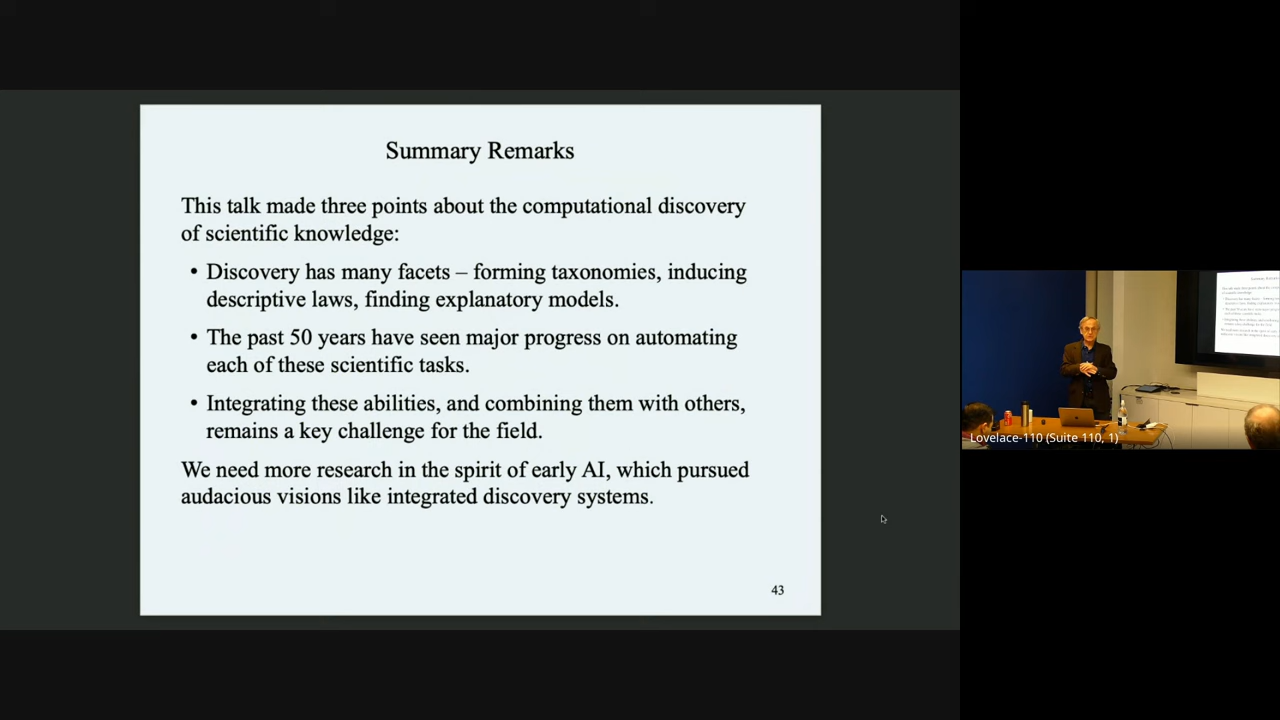 Summary Remarks
This talk made three points about the computational discovery
of scientific knowledge:
• Discovery has many facets – forming taxonomies, inducing
descriptive laws, finding explanatory models.
• The past 50 years have seen major progress on automating
each of these scientific tasks.
• Integrating these abilities, and combining them with others,
remains a key challenge for the field.
We need more research in the spirit of early AI, which pursued
audacious visions like integrated discovery systems.
43
Lovelace-110 (Suite 110, 1)